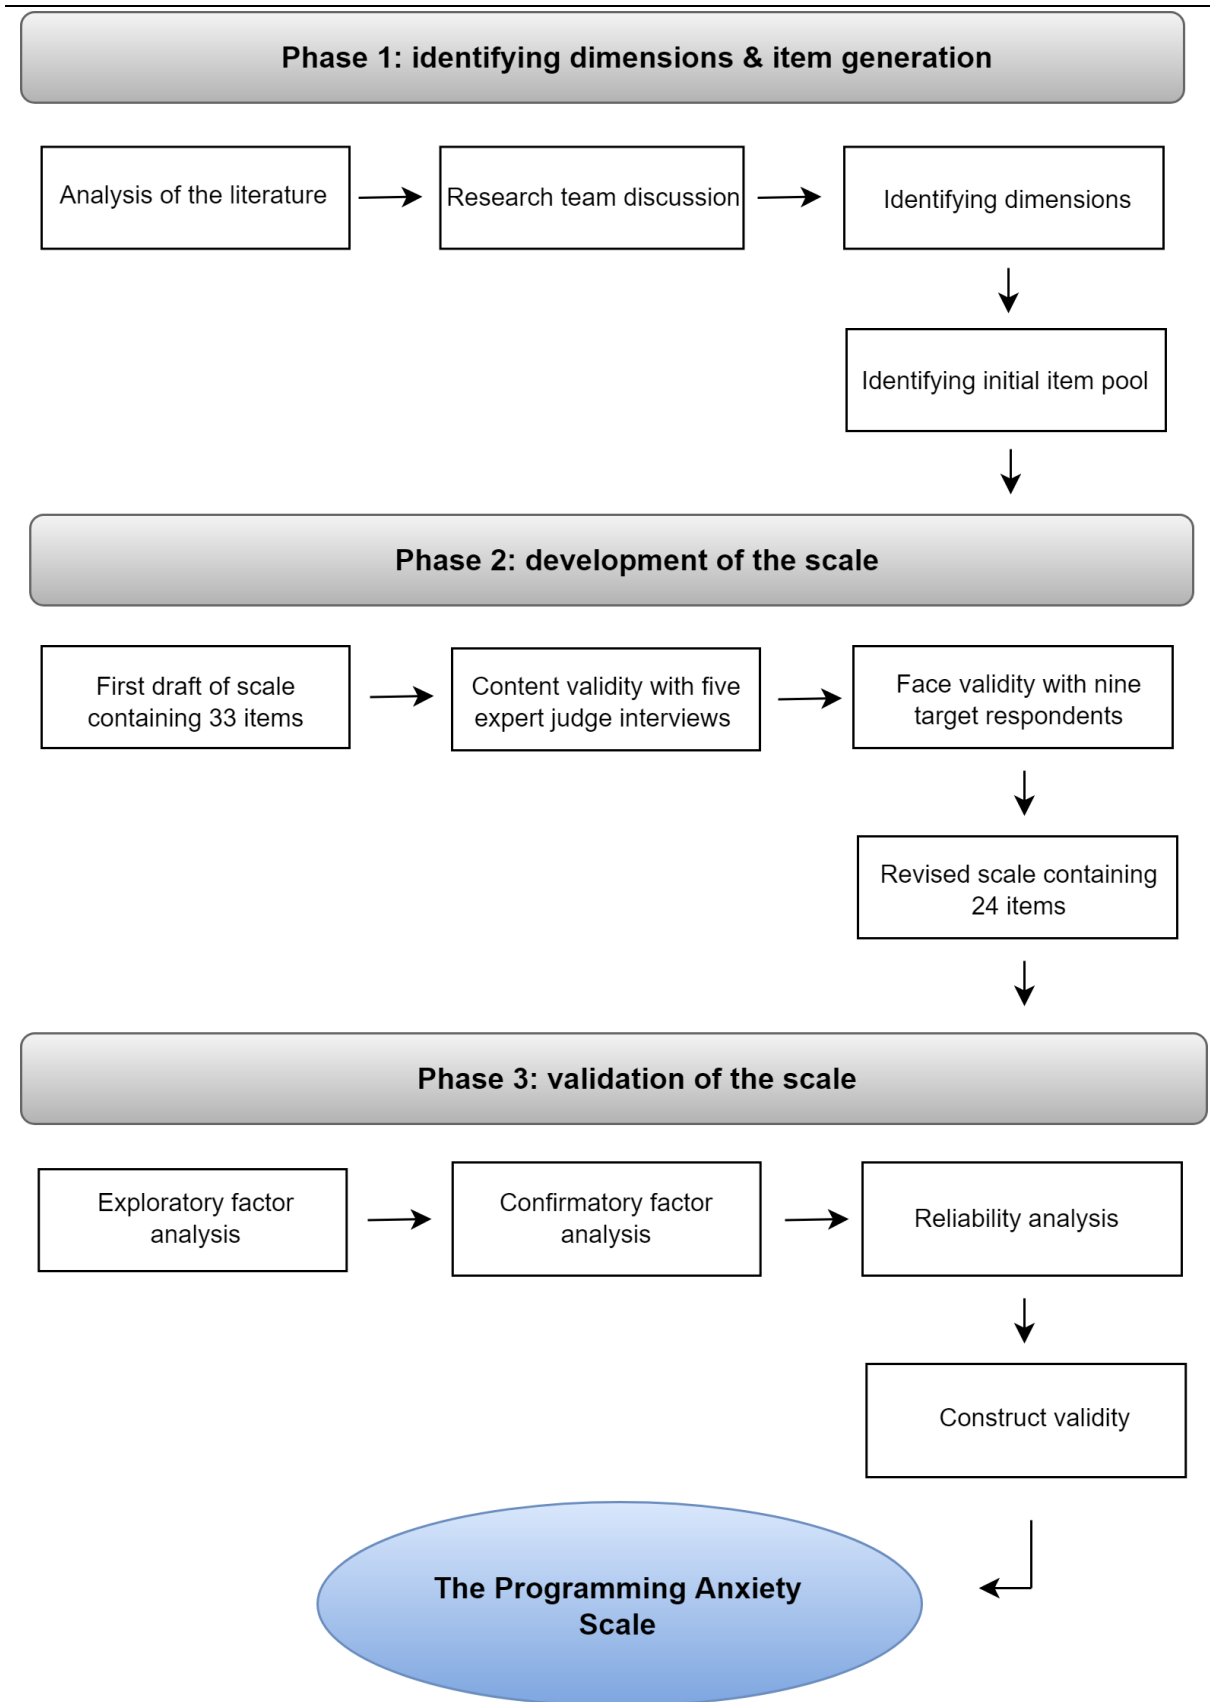 Phase 1: identifying dimensions & item generation
Analysis of the literature
Research team discussion
Identifying dimensions
Identifying initial item pool
Phase 2: development of the scale
First draft of scale
containing 33 items
Content validity with five
expert judge interviews
Face validity with nine
target respondents
Revised scale containing
24 items
Phase 3: validation of the scale
Exploratory factor
analysis
Confirmatory factor
analysis
Reliability analysis
Construct validity
The Programming Anxiety
Scale